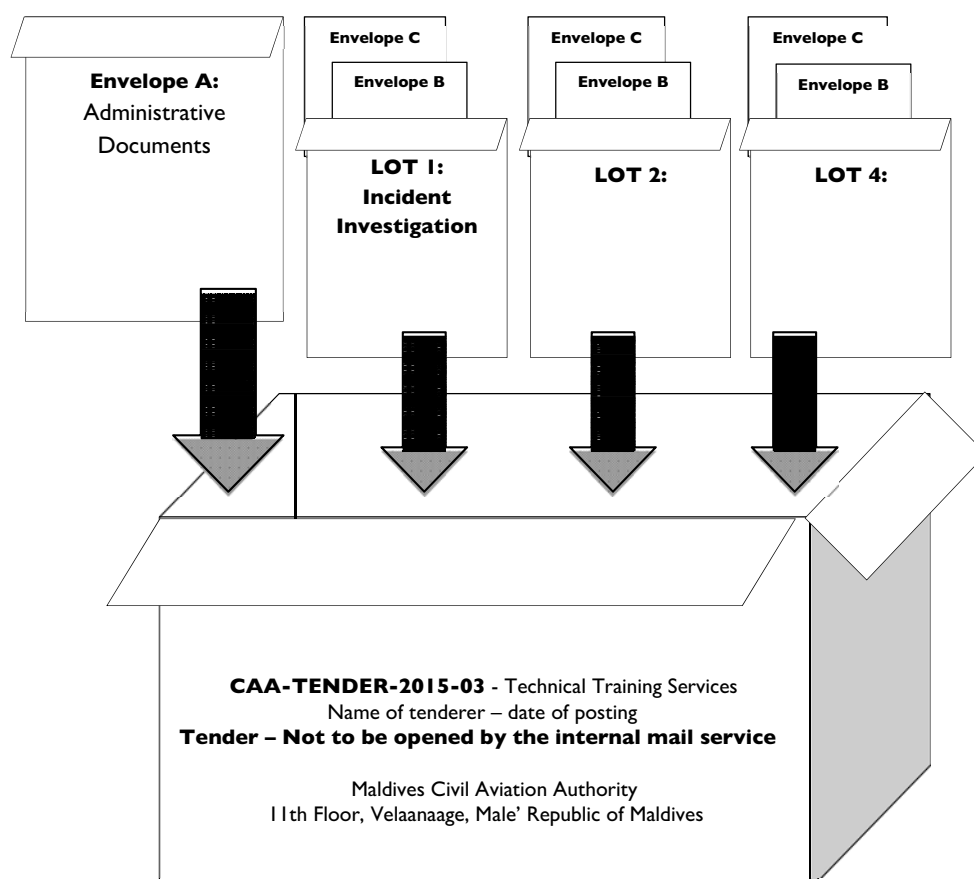 Envelope A:
Administrative
Documents
Envelope C
Envelope B
LOT 1:
Incident
Investigation
Envelope C
Envelope B
LOT 2:
Envelope C
Envelope B
LOT 4:
CAA-TENDER-2015-03 - Technical Training Services
Name of tenderer – date of posting
Tender – Not to be opened by the internal mail service
Maldives Civil Aviation Authority
11th Floor, Velaanaage, Male’ Republic of Maldives